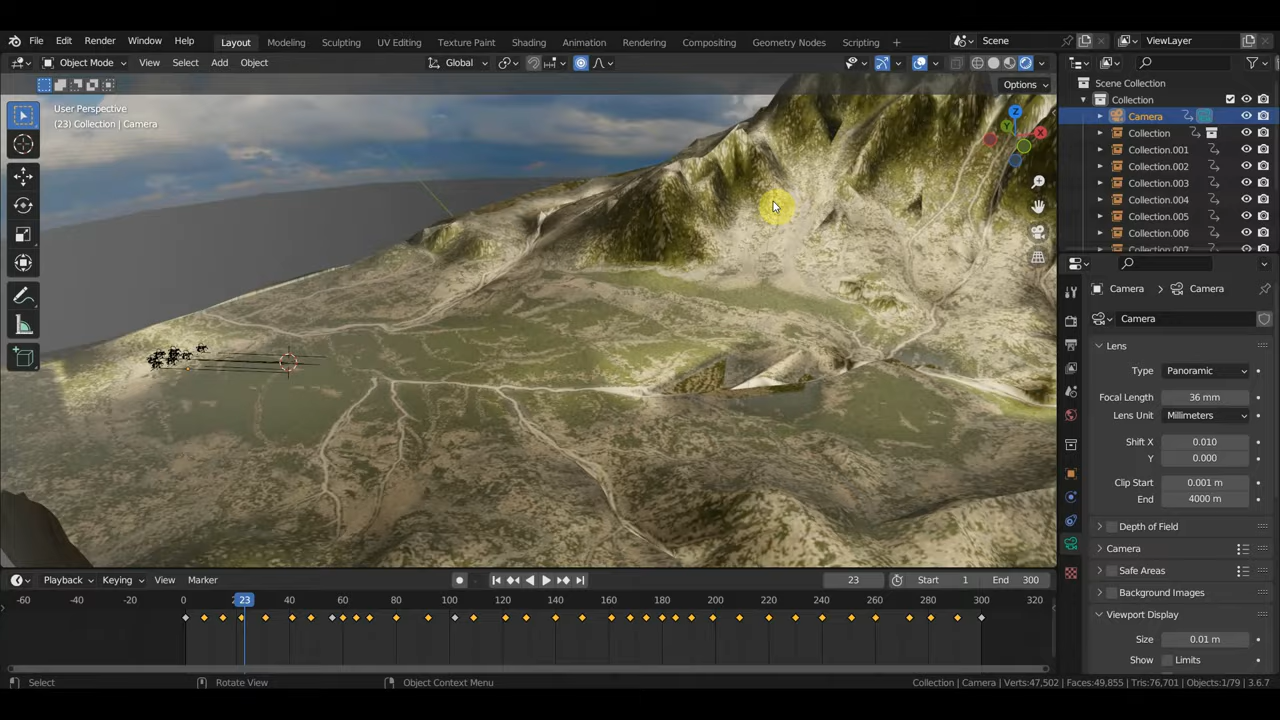 File Edit Render Window Help Layout Modeling Sculpting UV Editing Texture Paint Shading Animation Rendering Compositing Geometry Nodes Scripting + Scene ViewLayer
Object Mode View Select Add Object Global
Options
User Perspective
(23) Collection | Camera
Z
Y
X
Scene Collection
Collection
Camera
Collection
Collection.001
Collection.002
Collection.003
Collection.004
Collection.005
Collection.006
Collection.007
Camera > Camera
Camera
Lens
Type Panoramic
Focal Length 36 mm
Lens Unit Millimeters
Shift X 0.010
Y 0.000
Clip Start 0.001 m
End 4000 m
Depth of Field
Camera
Safe Areas
Background Images
Viewport Display
Size 0.01 m
Show Limits
Playback Keying View Marker 23 Start 1 End 300
-60 -40 -20 0 23 40 60 80 100 120 140 160 180 200 220 240 260 280 300 320
Select Rotate View Object Context Menu Collection | Camera | Verts:47,502 | Faces:49,855 | Tris:76,701 | Objects:1/79 | 3.6.7